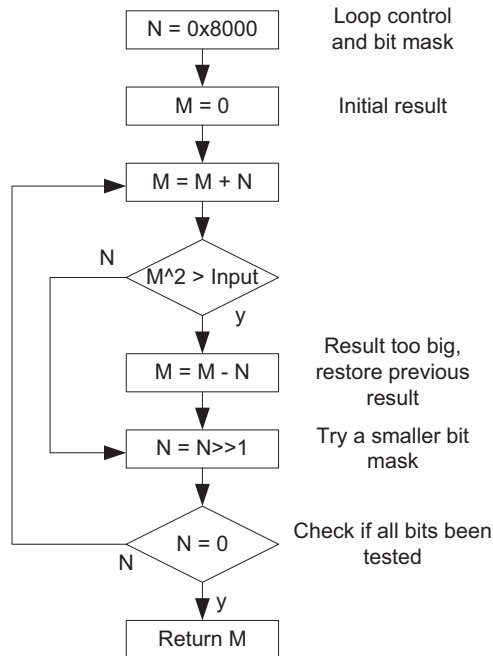 N = 0x8000
Loop control
and bit mask
M = 0
Initial result
M = M + N
N
M^2 > Input
y
M = M - N
Result too big,
restore previous
result
N = N>>1
Try a smaller bit
mask
N = 0
Check if all bits been
tested
N
y
Return M